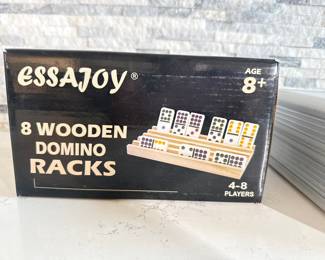 ESSAJOY®
AGE
8+
8 WOODEN
DOMINO
RACKS
4-8
PLAYERS